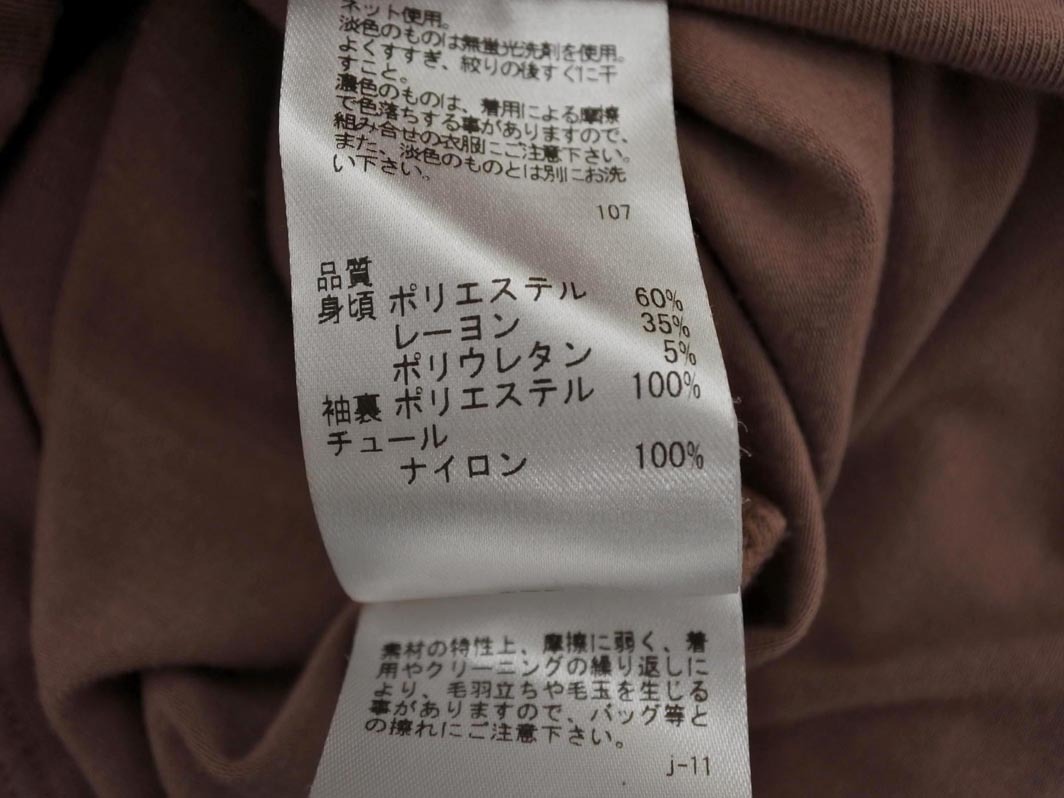 ネット使用。
淡色のものは無蛍光洗剤を使用。
よくすすぎ、絞りの後すぐに干
すこと。
濃色のものは、着用による摩擦
で色落ちする事がありますので、
組み合せの衣服にご注意下さい。
また、淡色のものとは別にお洗
い下さい。
107
品質
身頃 ポリエステル 60%
レーヨン 35%
ポリウレタン 5%
袖裏 ポリエステル 100%
チュール
ナイロン 100%
素材の特性上、摩擦に弱く、着
用やクリーニングの繰り返しに
より、毛羽立ちや毛玉を生じる
事がありますので、バッグ等と
の擦れにご注意下さい。
j-11